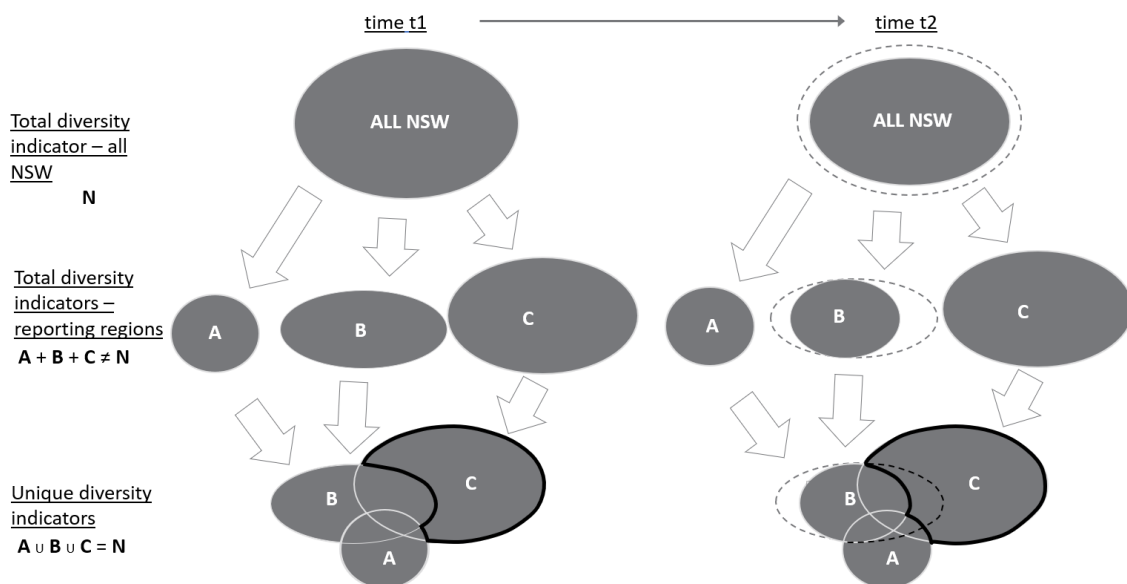 time t1
time t2
Total diversity
indicator – all
NSW
N
ALL NSW
ALL NSW
Total diversity
indicators –
reporting regions
A + B + C ≠ N
A
B
C
A
B
C
Unique diversity
indicators
A ∪ B ∪ C = N
B
C
A
B
C
A